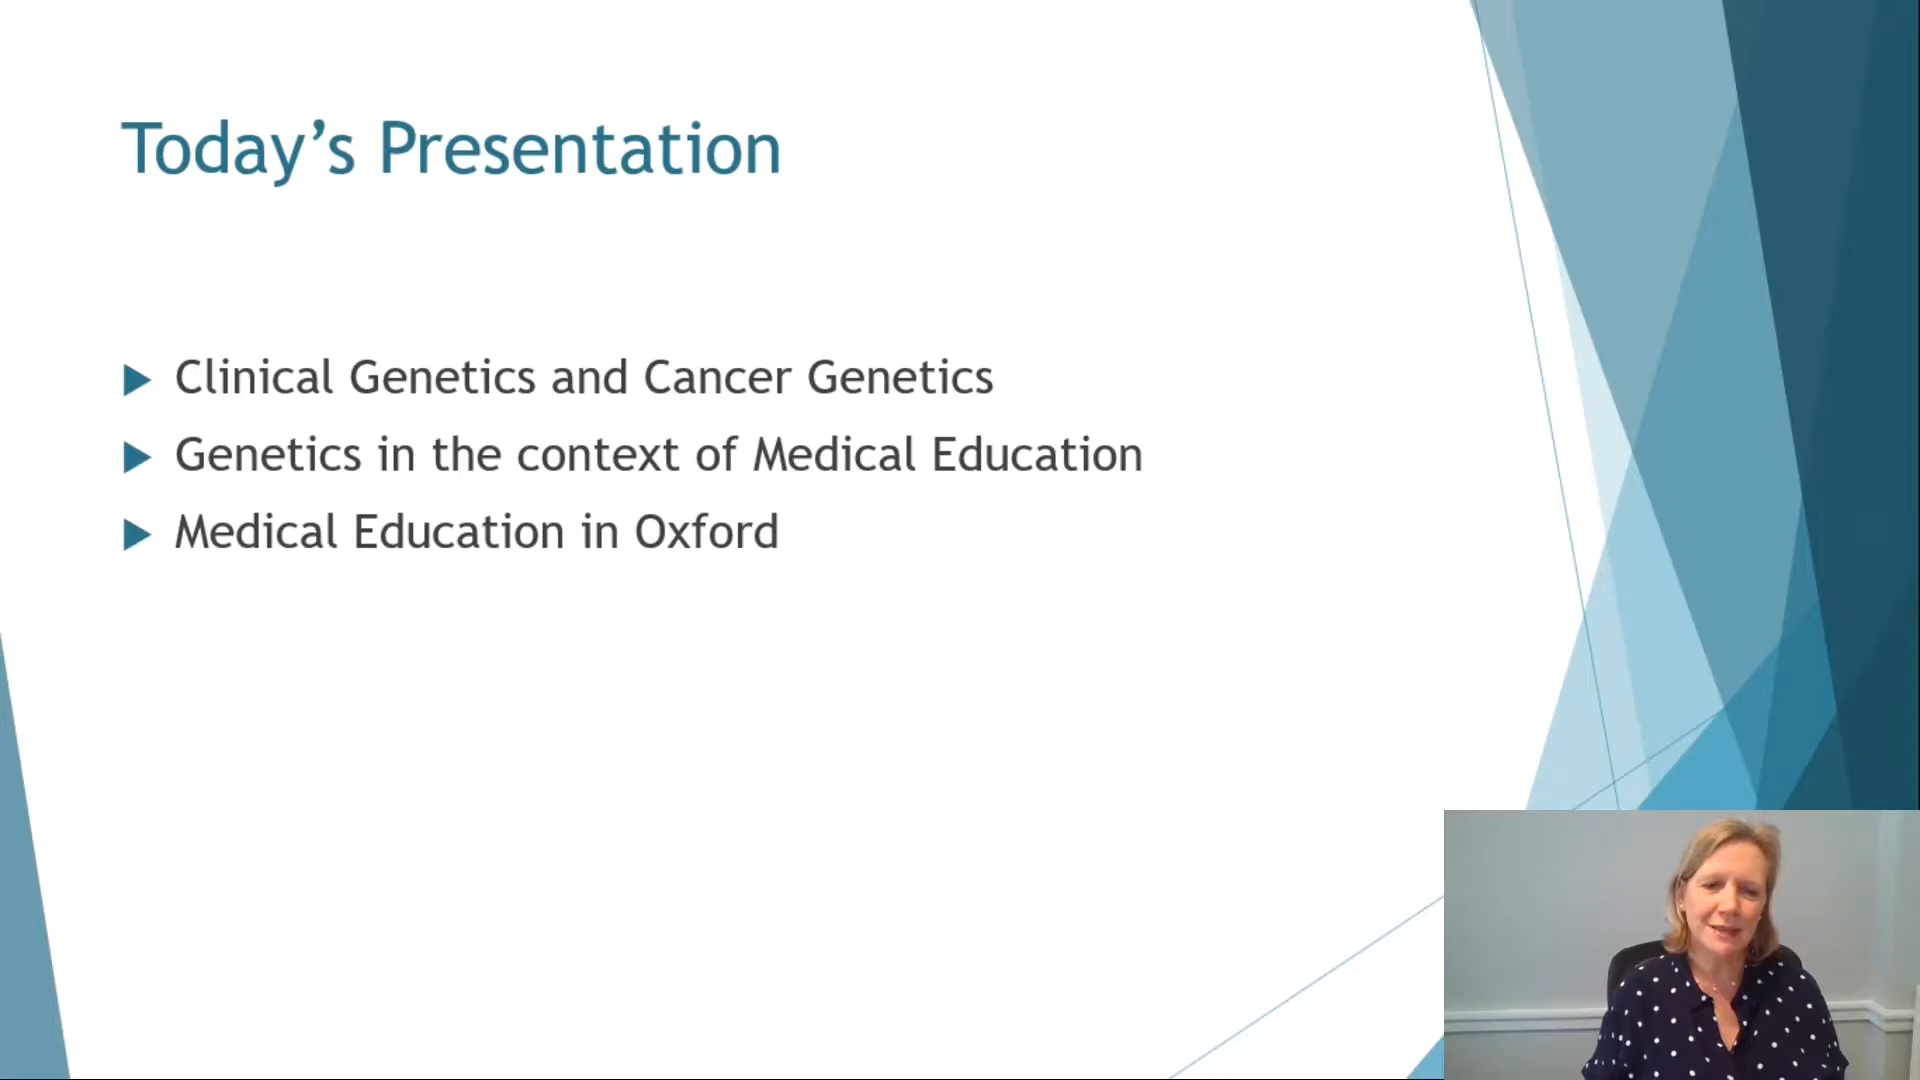 Today’s Presentation
Clinical Genetics and Cancer Genetics
Genetics in the context of Medical Education
Medical Education in Oxford